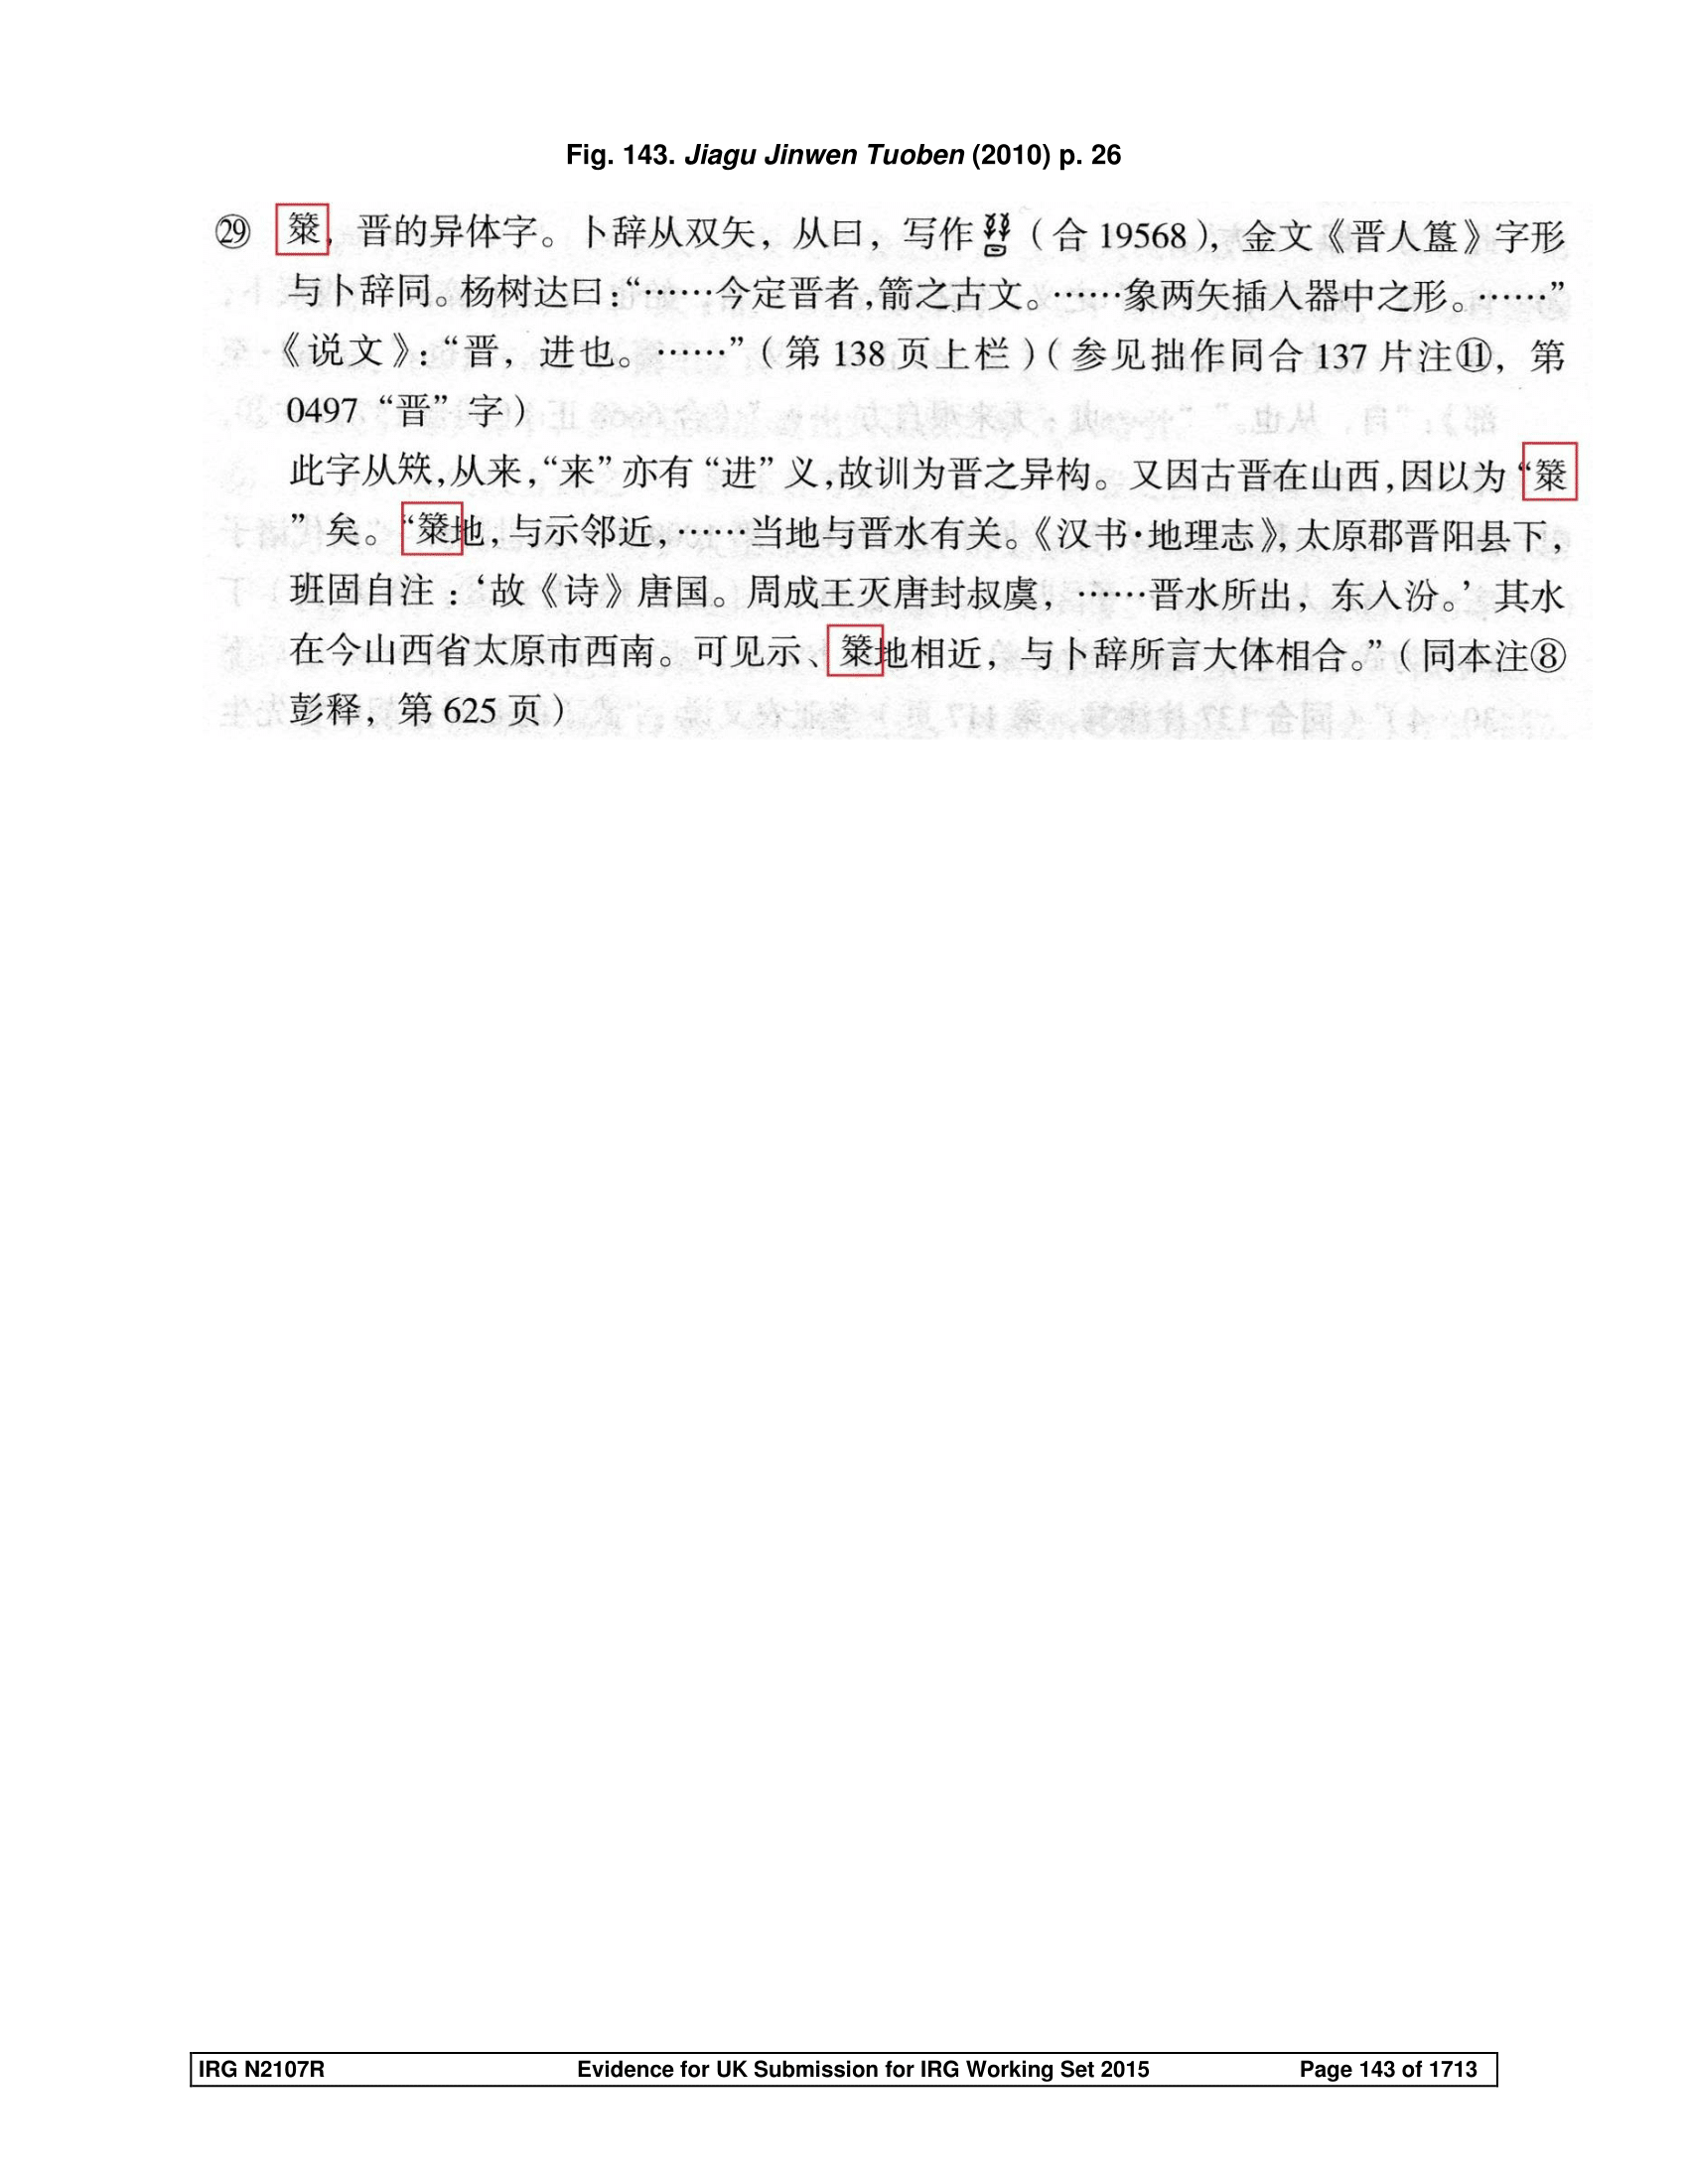 Fig. 143. Jiagu Jinwen Tuoben (2010) p. 26
㉙ ，晋的异体字。卜辞从双矢，从曰，写作（合 19568），金文《晋人簋》字形
与卜辞同。杨树达曰：“……今定晋者，箭之古文。……象两矢插入器中之形。……”
《说文》：“晋，进也。……”（第 138 页上栏）（参见拙作同合 137 片注⑪，第
0497 “晋” 字）
此字从，从来，“来” 亦有 “进” 义，故训为晋之异构。又因古晋在山西，因以为 “
” 矣。“地，与示邻近，……当地与晋水有关。《汉书·地理志》，太原郡晋阳县下，
班固自注：‘故《诗》唐国。周成王灭唐封叔虞，……晋水所出，东入汾。’ 其水
在今山西省太原市西南。可见示、地相近，与卜辞所言大体相合。”（同本注⑧
彭释，第 625 页）
IRG N2107R Evidence for UK Submission for IRG Working Set 2015 Page 143 of 1713